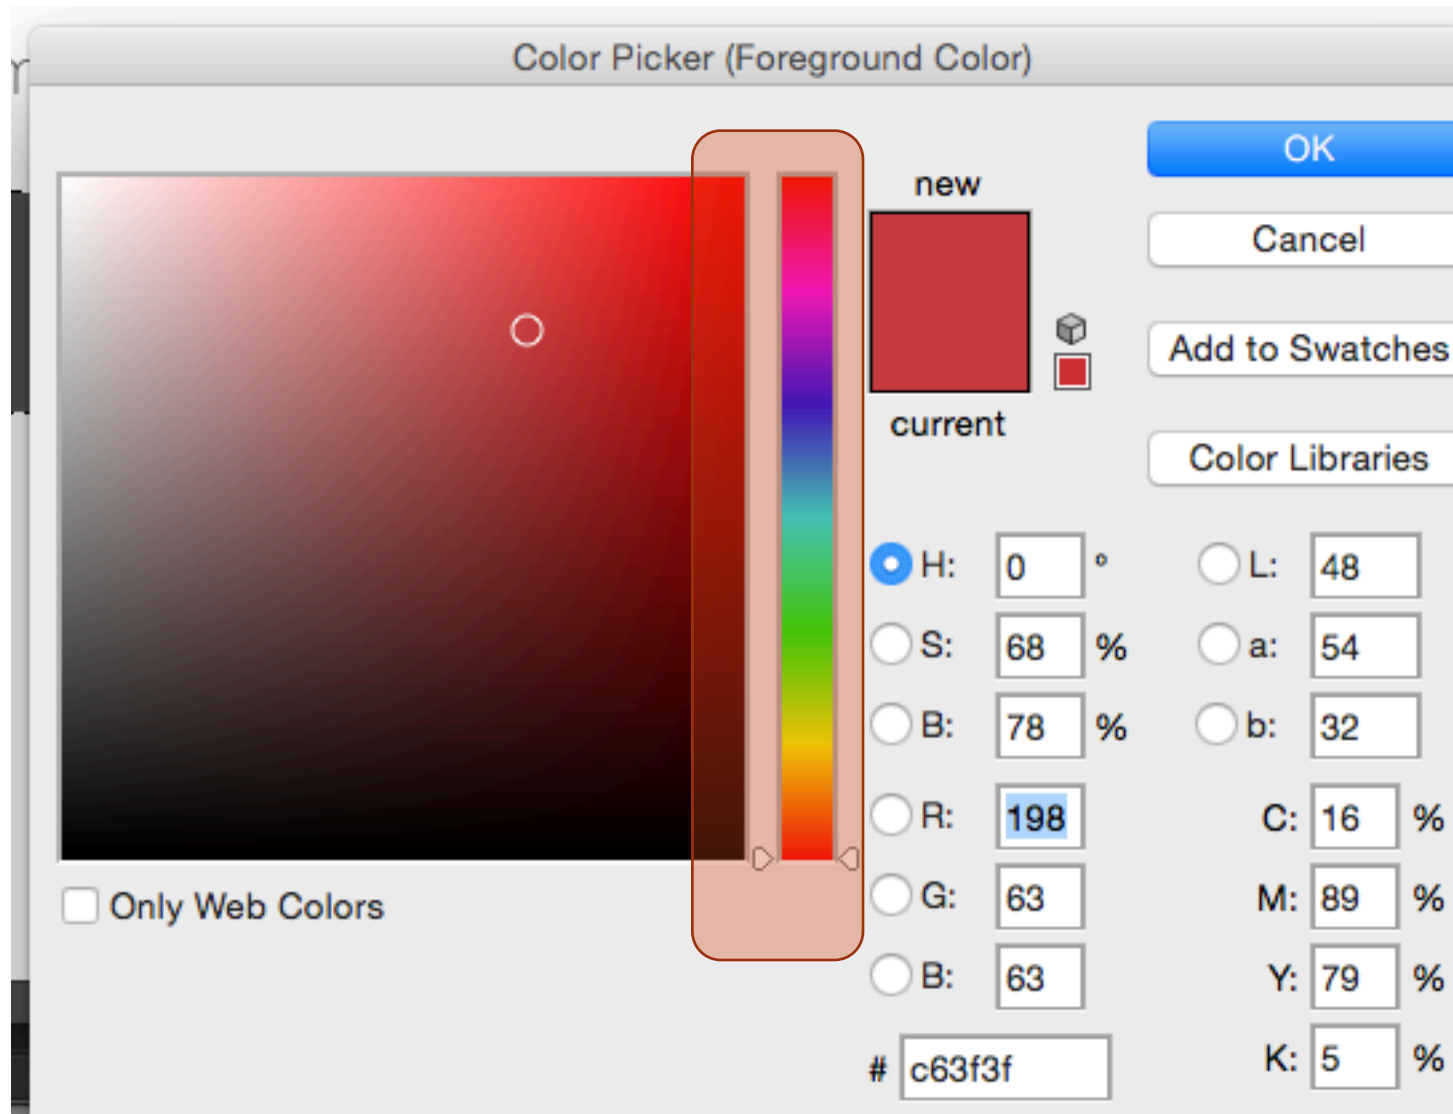 Color Picker (Foreground Color)
OK
new
Cancel
Add to Swatches
current
Color Libraries
H: 0 °
L: 48
S: 68 %
a: 54
B: 78 %
b: 32
R: 198
C: 16 %
Only Web Colors
G: 63
M: 89 %
B: 63
Y: 79 %
# c63f3f
K: 5 %